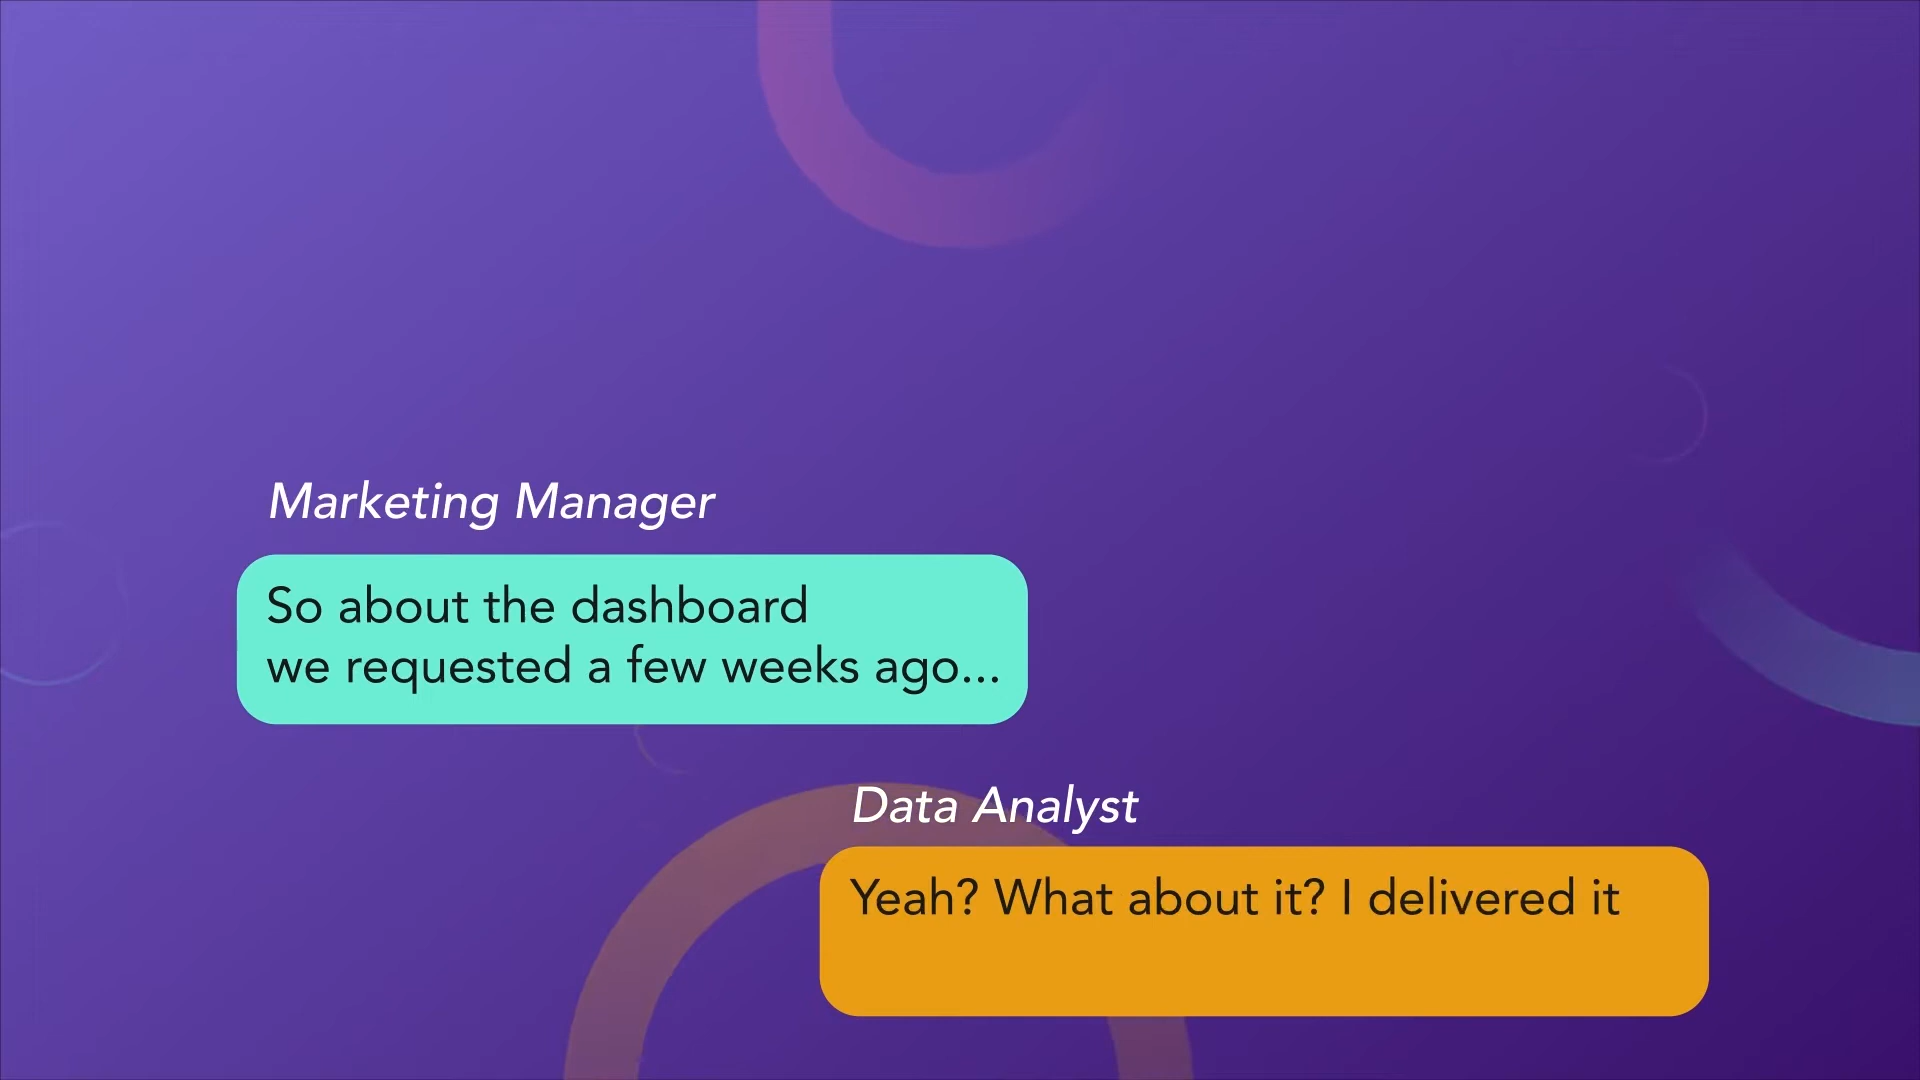 Marketing Manager
So about the dashboard
we requested a few weeks ago...
Data Analyst
Yeah? What about it? I delivered it